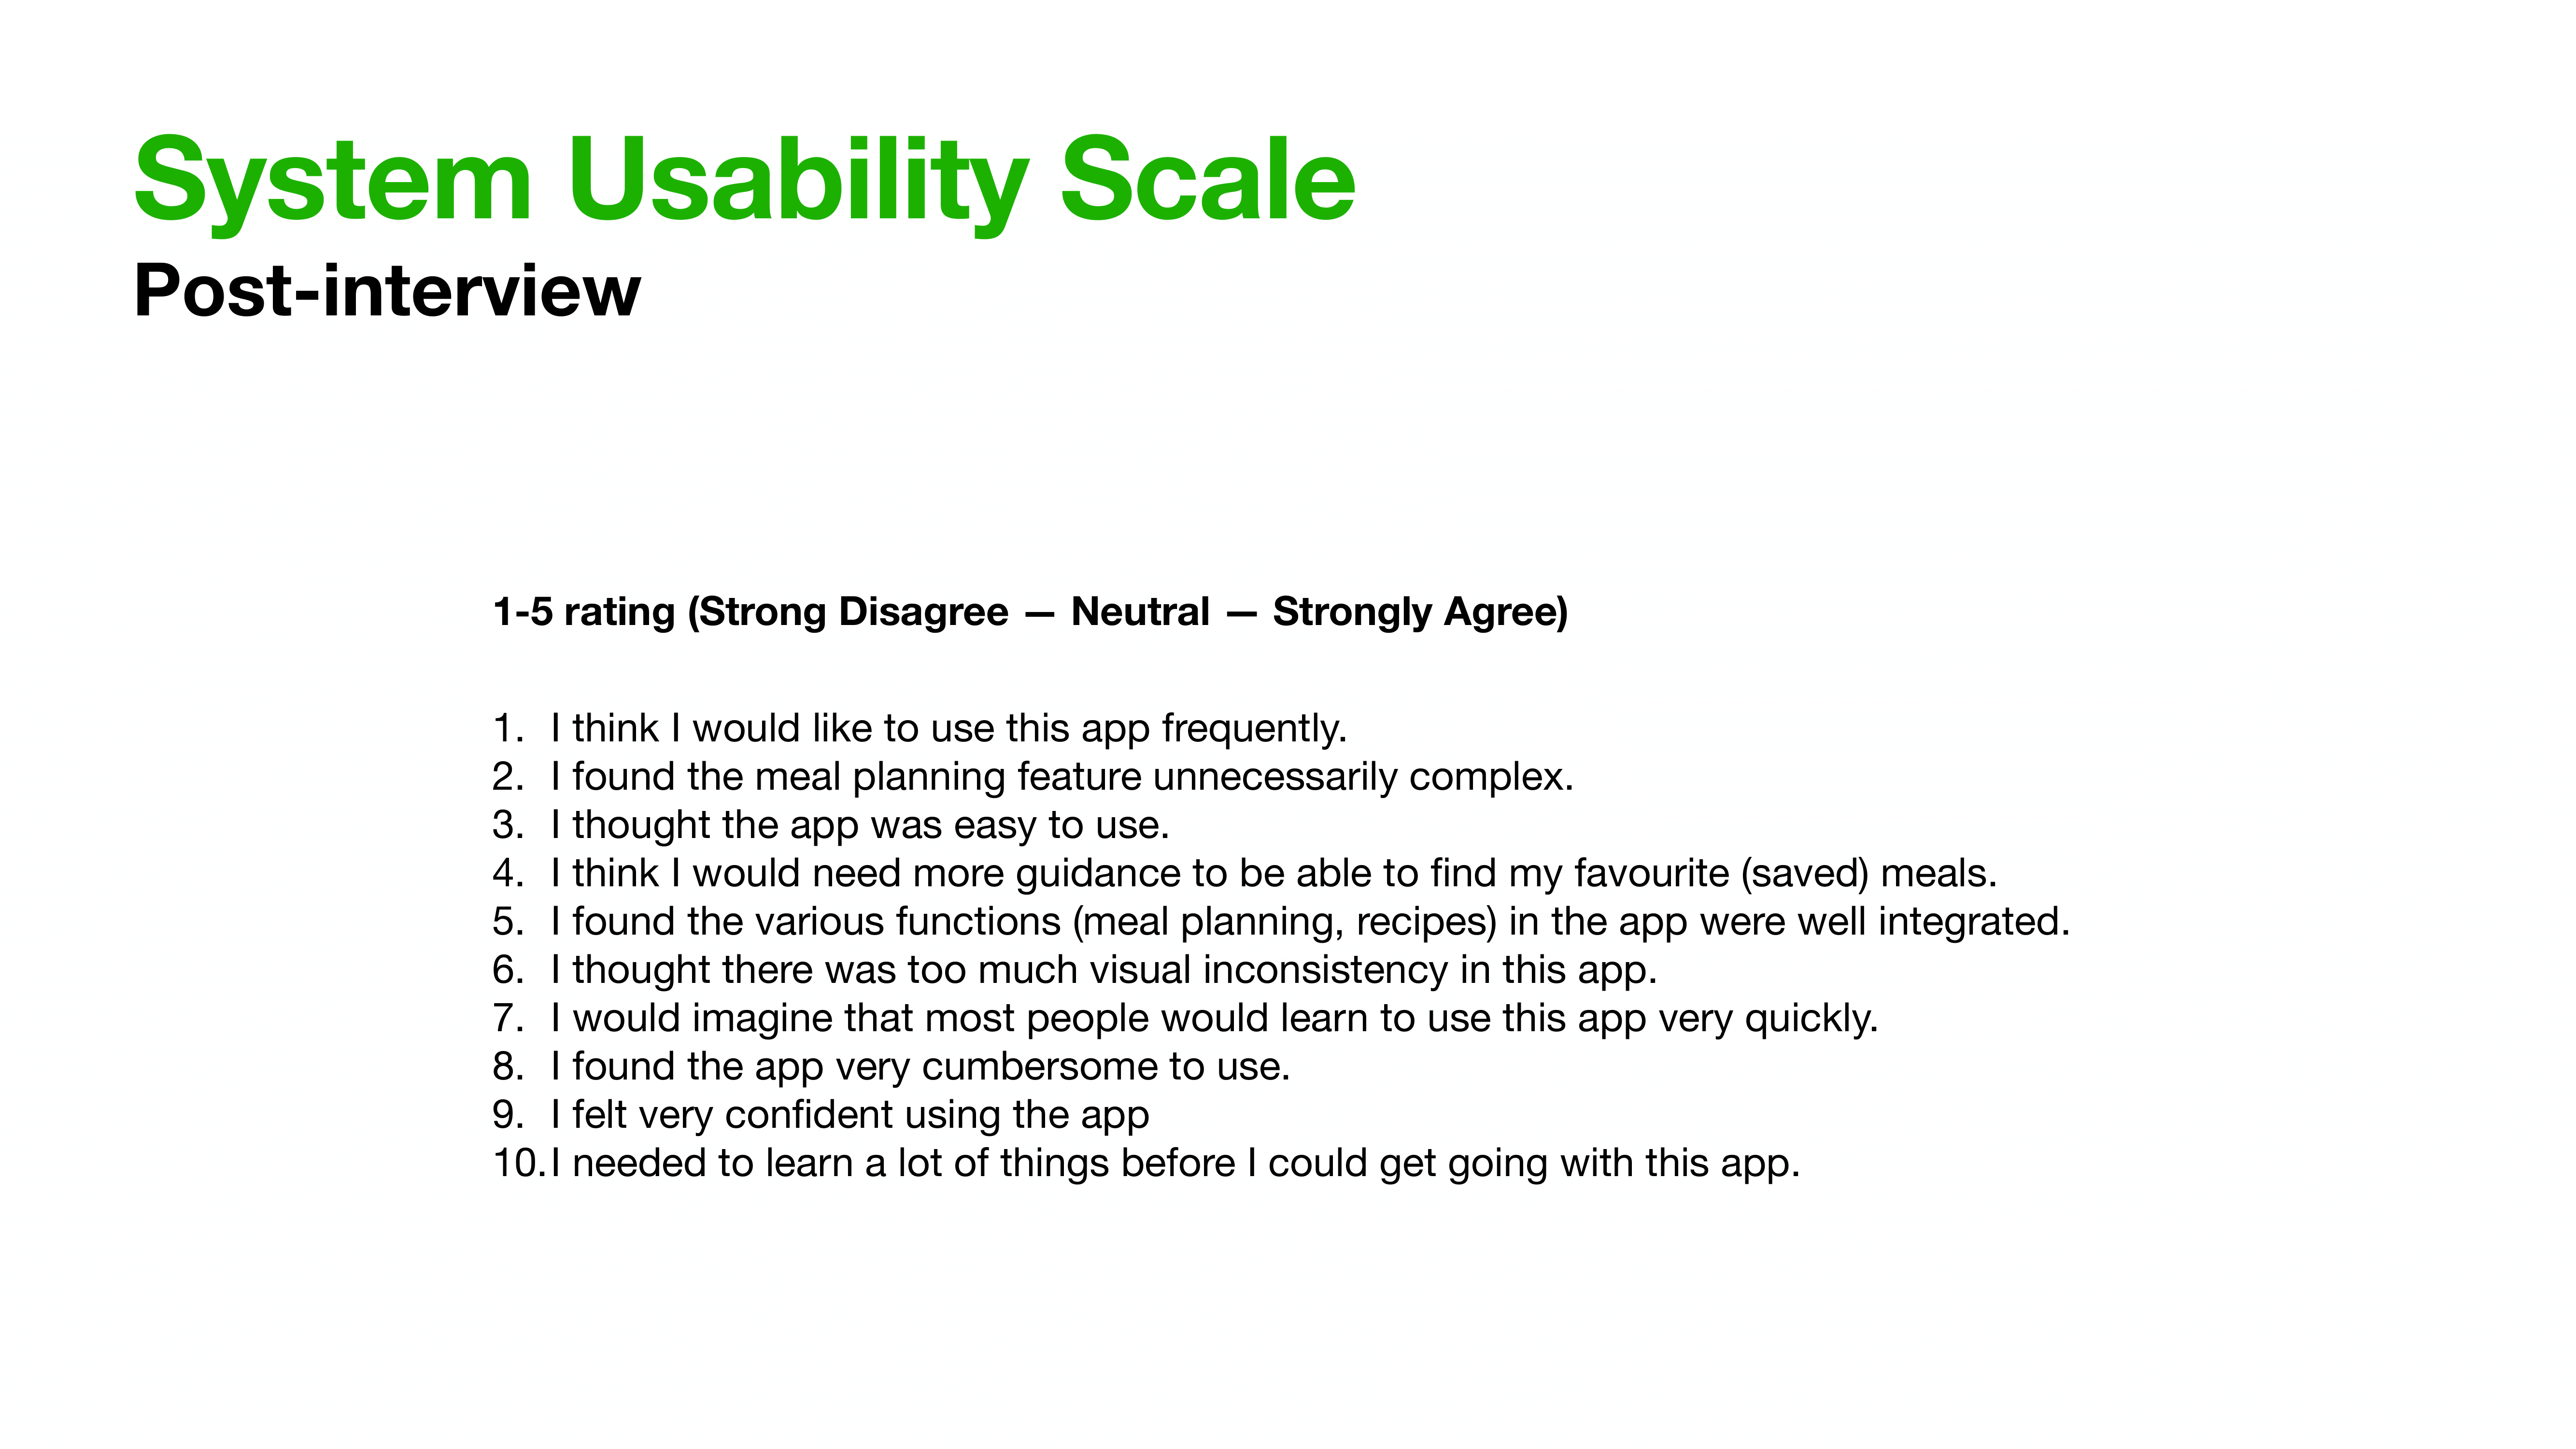 System Usability Scale
Post-interview
1-5 rating (Strong Disagree — Neutral — Strongly Agree)
1. I think I would like to use this app frequently.
2. I found the meal planning feature unnecessarily complex.
3. I thought the app was easy to use.
4. I think I would need more guidance to be able to find my favourite (saved) meals.
5. I found the various functions (meal planning, recipes) in the app were well integrated.
6. I thought there was too much visual inconsistency in this app.
7. I would imagine that most people would learn to use this app very quickly.
8. I found the app very cumbersome to use.
9. I felt very confident using the app
10. I needed to learn a lot of things before I could get going with this app.